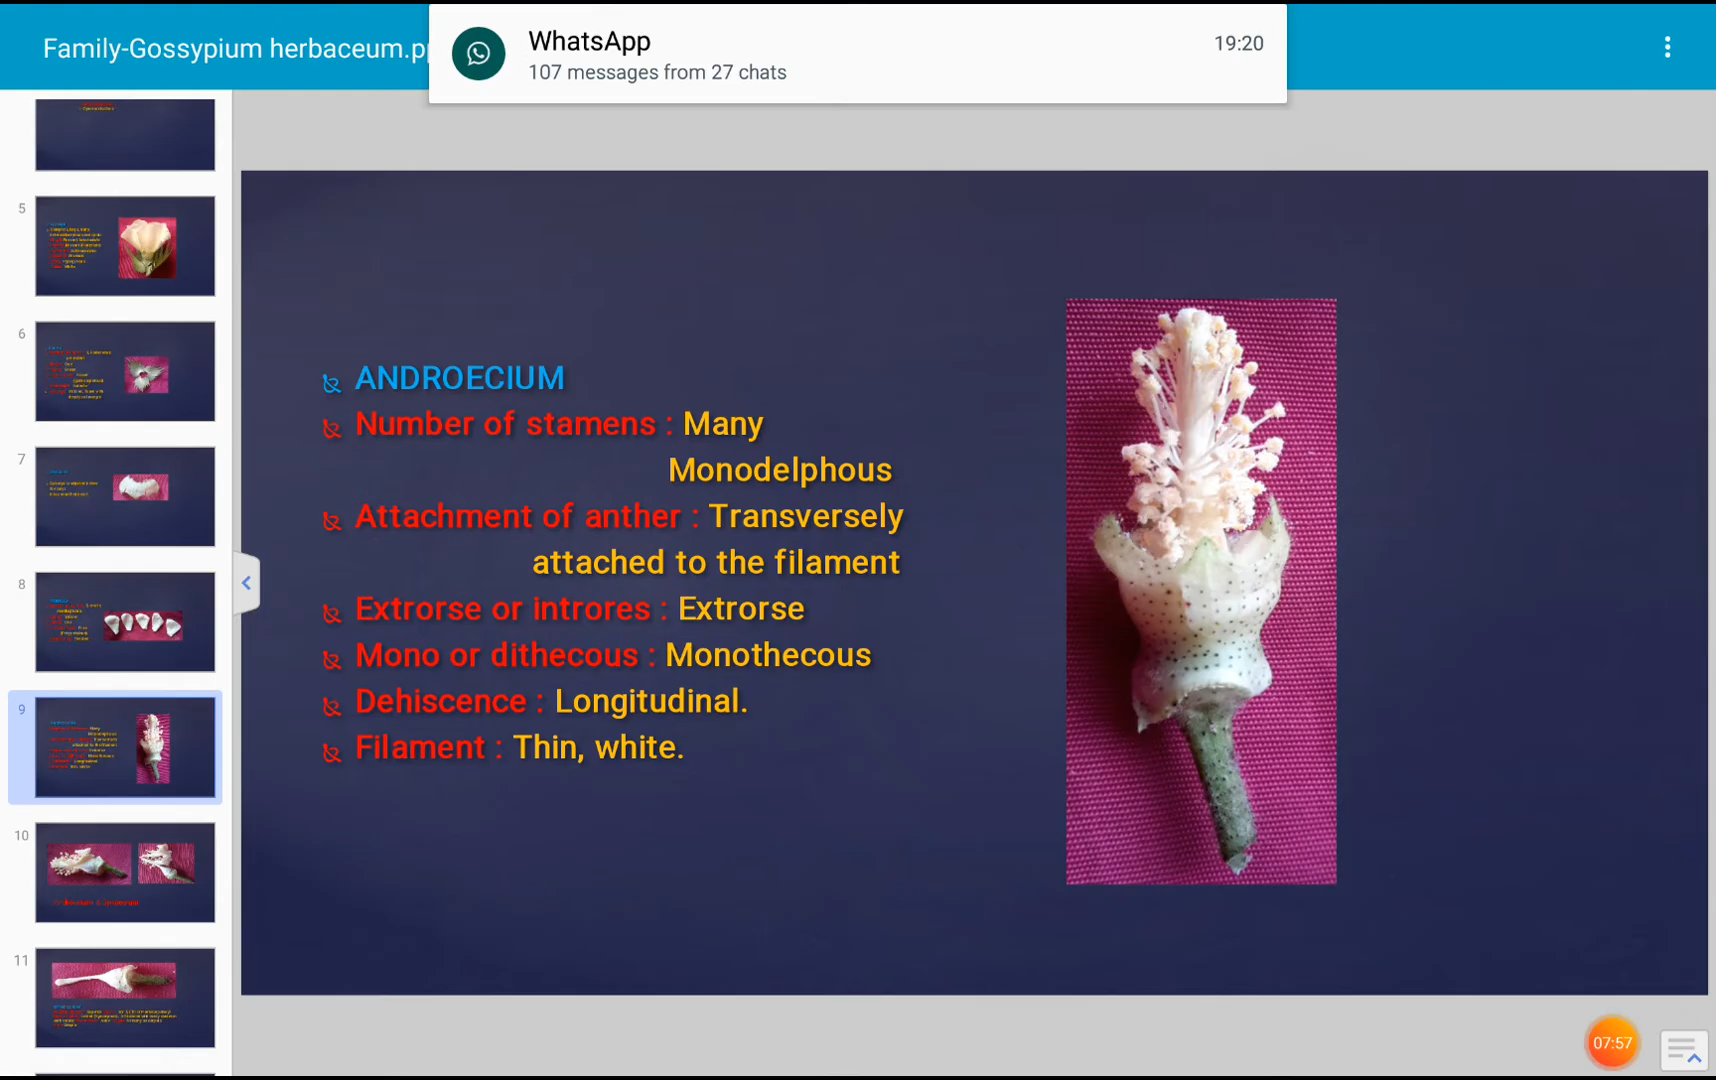 Family-Gossypium herbaceum.p
WhatsApp
19:20
107 messages from 27 chats
5
6
7
8
9
10
11
ANDROECIUM
Number of stamens : Many
Monodelphous
Attachment of anther : Transversely
attached to the filament
Extrorse or introres : Extrorse
Mono or dithecous : Monothecous
Dehiscence : Longitudinal.
Filament : Thin, white.
07:57